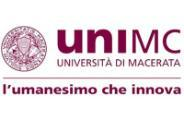 unimc
UNIVERSITÀ DI MACERATA
l'umanesimo che innova